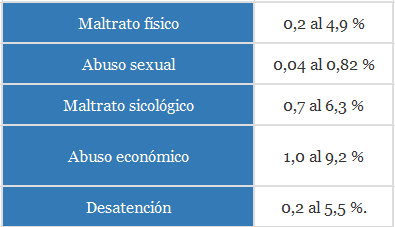 Maltrato físico 0,2 al 4,9 %
Abuso sexual 0,04 al 0,82 %
Maltrato sicológico 0,7 al 6,3 %
Abuso económico 1,0 al 9,2 %
Desatención 0,2 al 5,5 %.